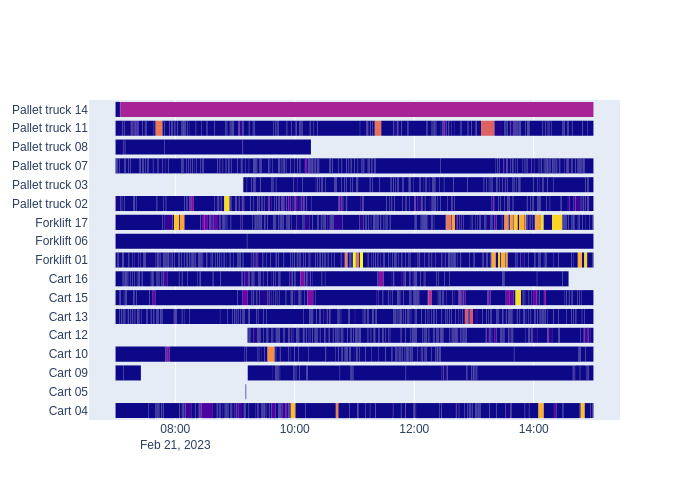 Pallet truck 14
Pallet truck 11
Pallet truck 08
Pallet truck 07
Pallet truck 03
Pallet truck 02
Forklift 17
Forklift 06
Forklift 01
Cart 16
Cart 15
Cart 13
Cart 12
Cart 10
Cart 09
Cart 05
Cart 04
08:00 10:00 12:00 14:00
Feb 21, 2023